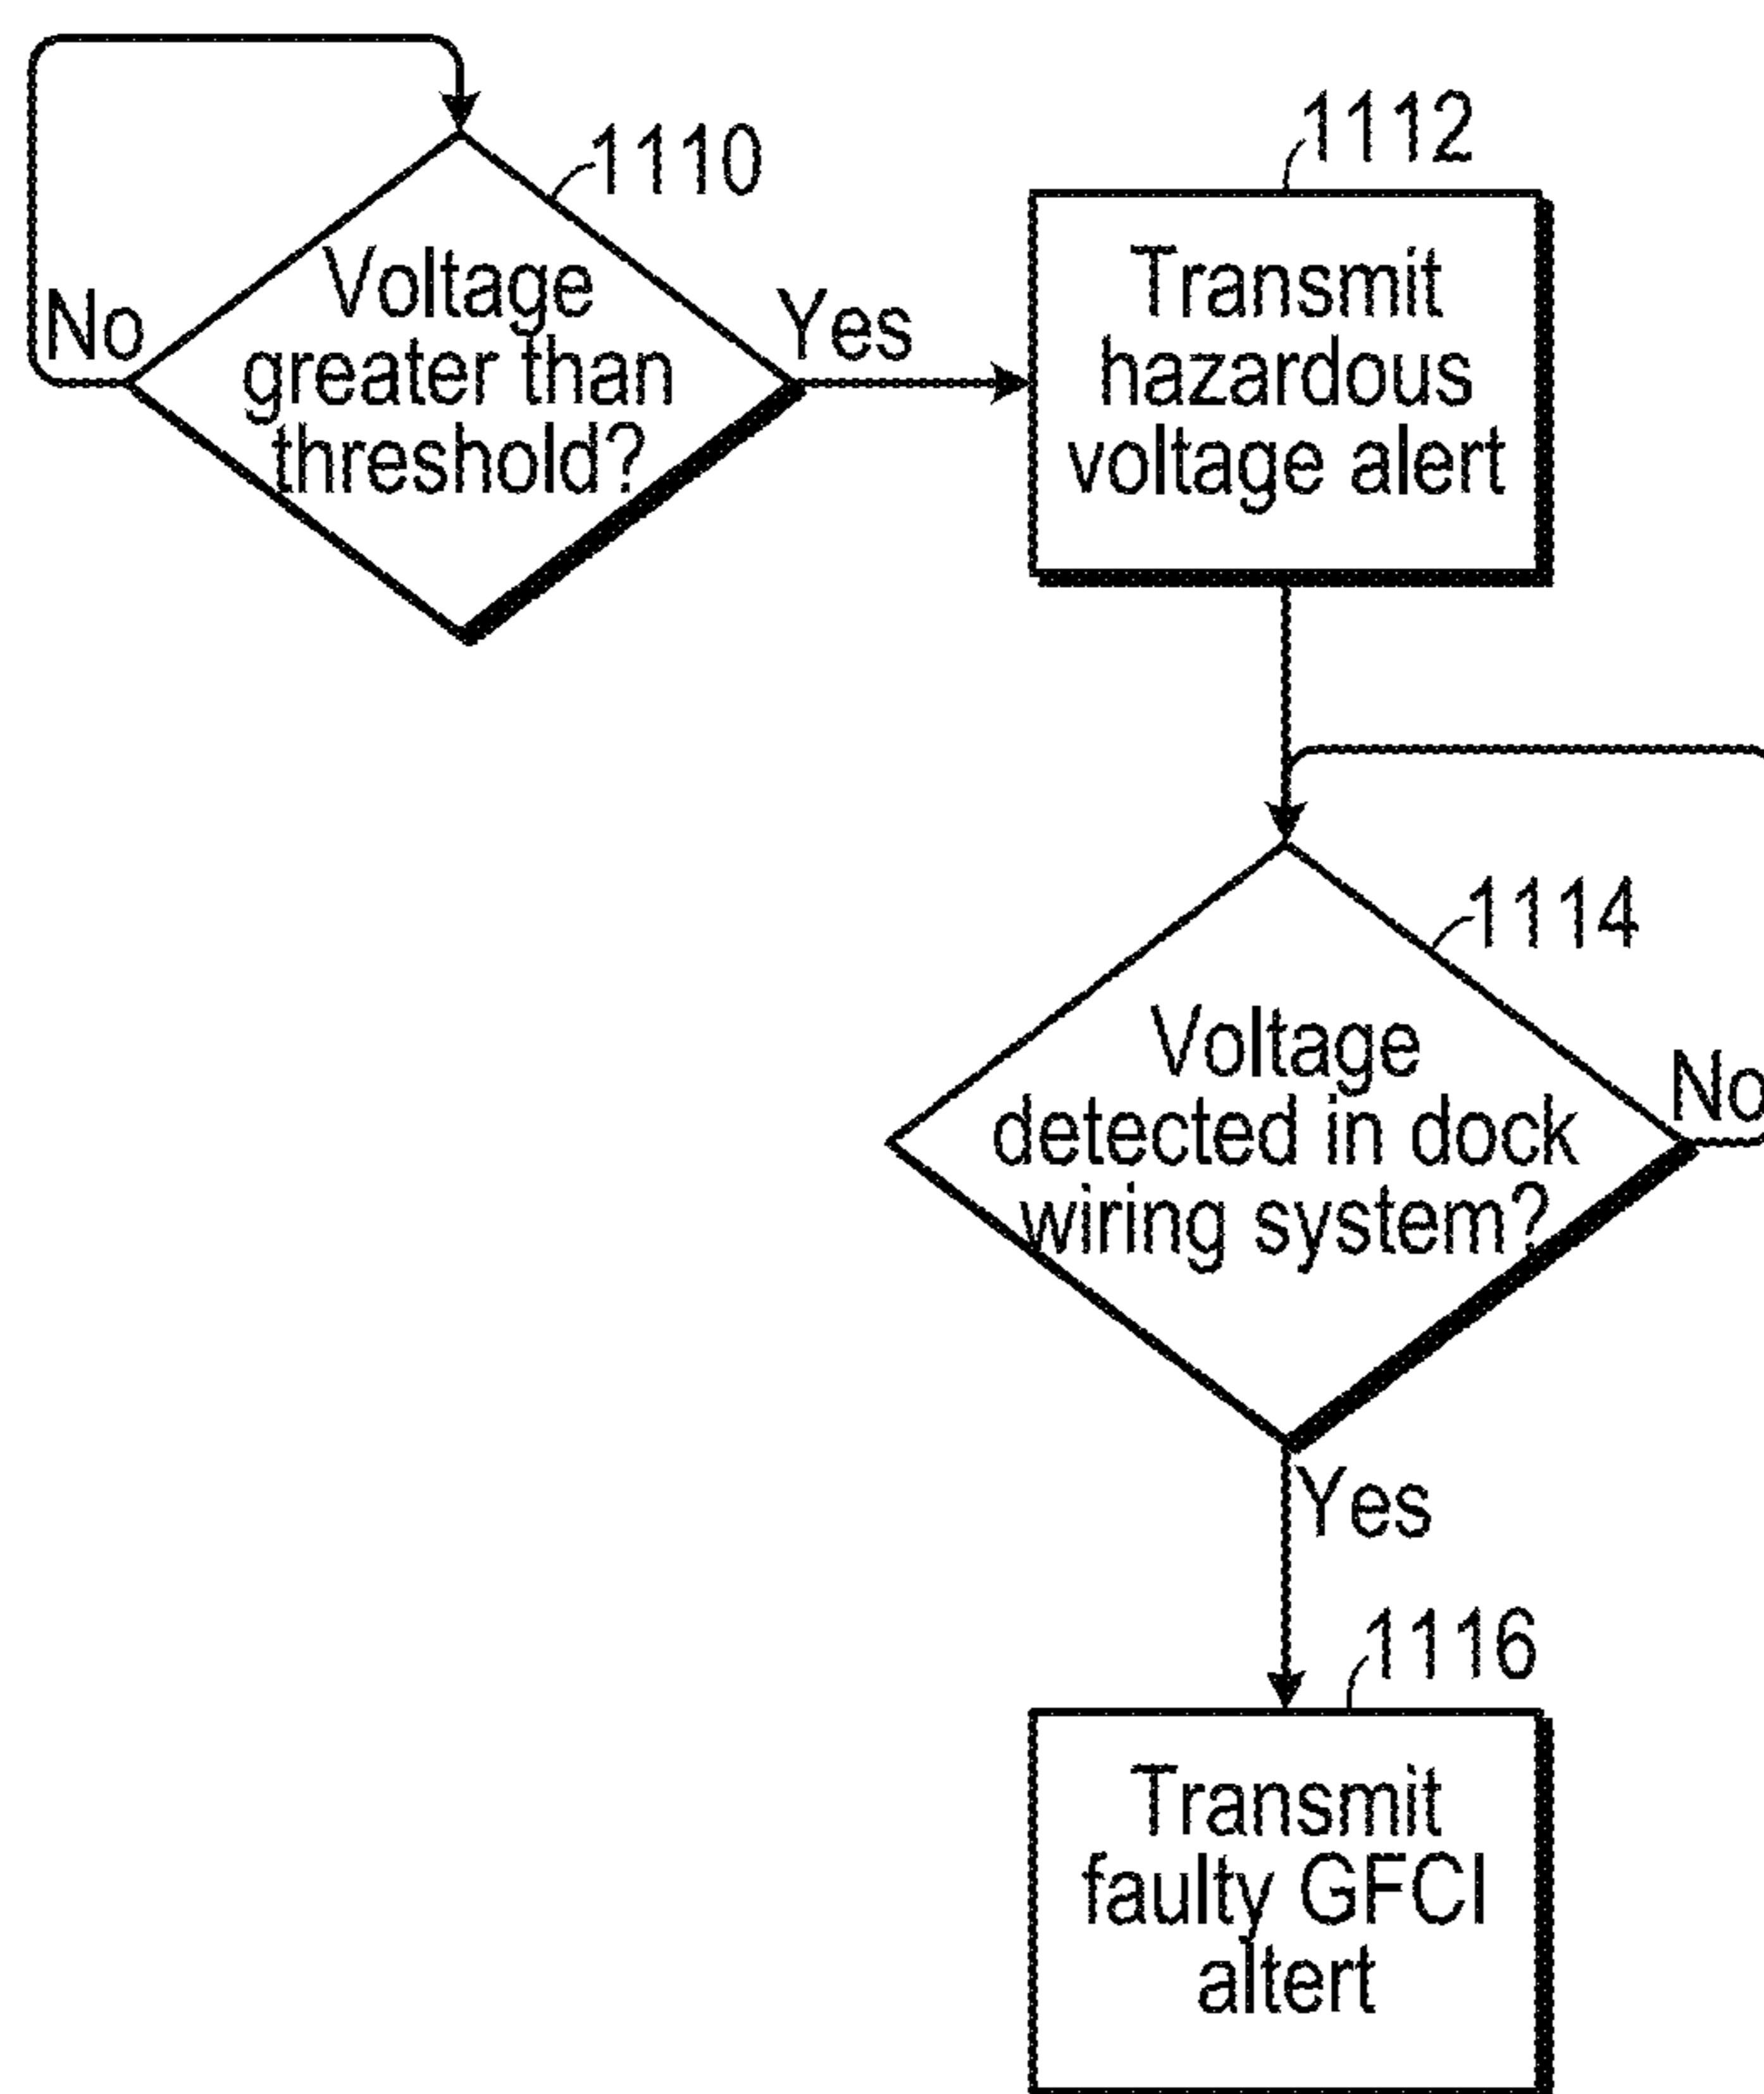 1110
Voltage
greater than
threshold?
No
Yes
1112
Transmit
hazardous
voltage alert
1114
Voltage
detected in dock
wiring system?
No
Yes
1116
Transmit
faulty GFCI
altert